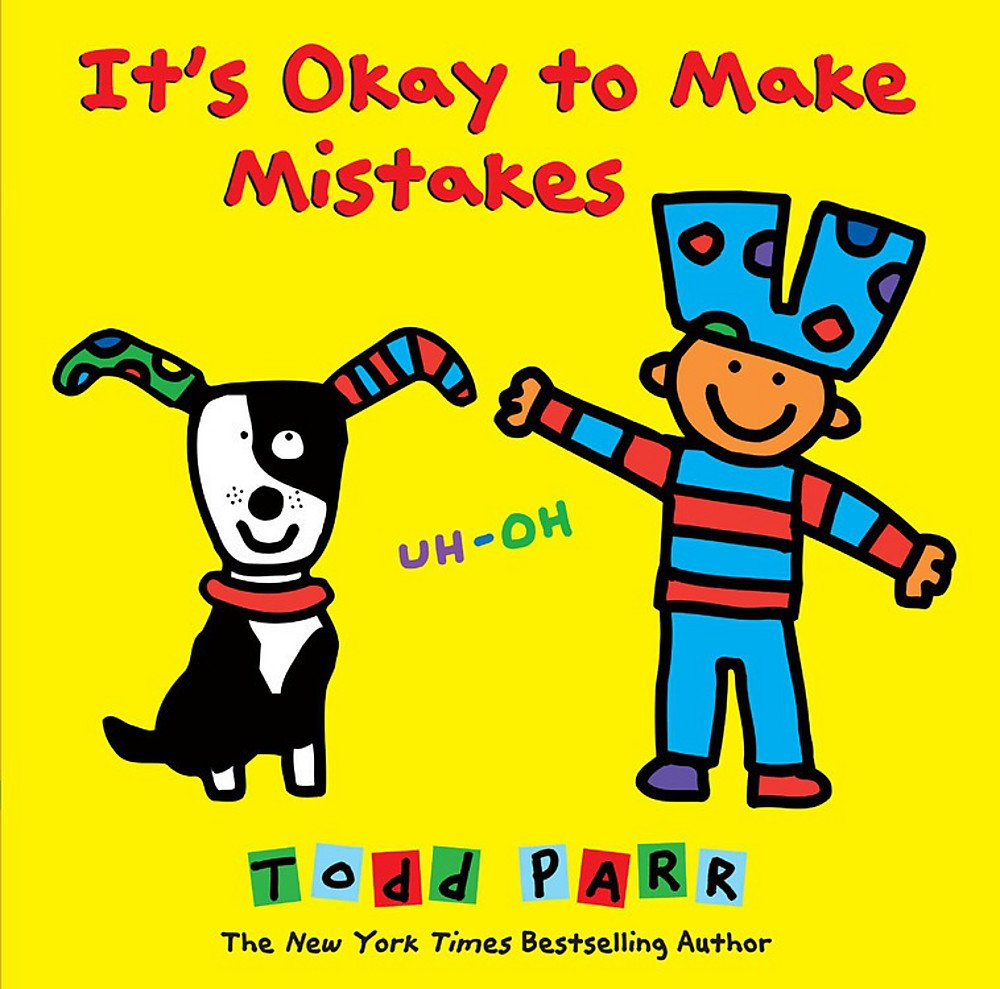 It's Okay to Make
Mistakes
UH-OH
Todd PARR
The New York Times Bestselling Author